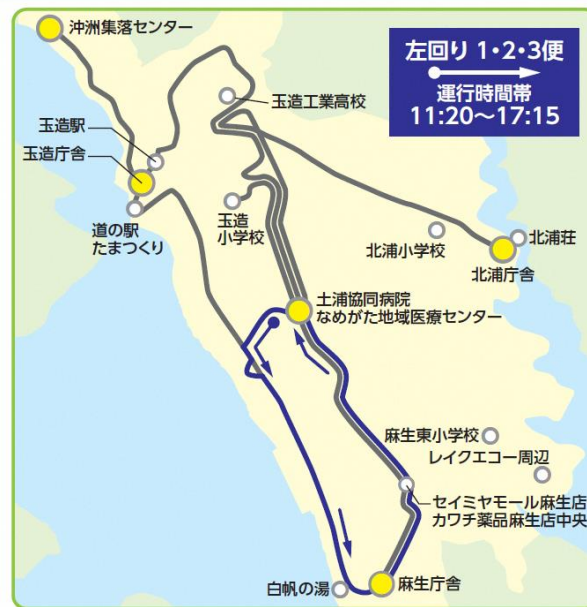 沖洲集落センター
左回り 1・2・3便
運行時間帯
11:20〜17:15
玉造工業高校
玉造駅
玉造庁舎
道の駅
たまつくり
玉造
小学校
北浦小学校
北浦荘
北浦庁舎
土浦協同病院
なめがた地域医療センター
麻生東小学校
レイクエコー周辺
セイミヤモール麻生店
カワチ薬品麻生店中央
白帆の湯
麻生庁舎